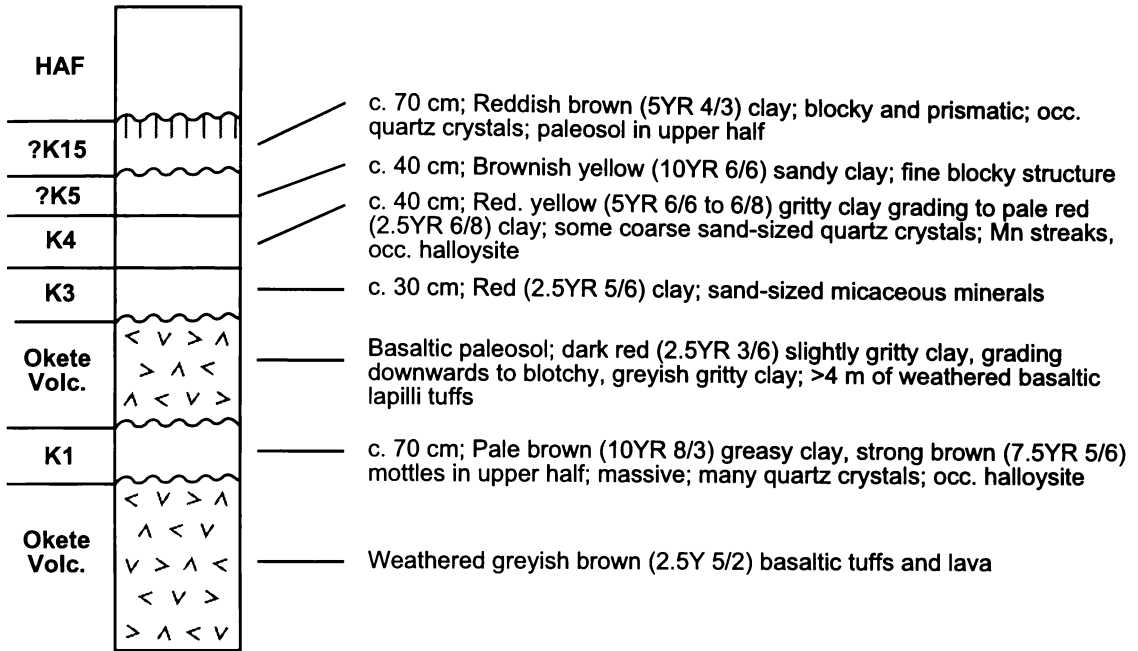 HAF
?K15
c. 70 cm; Reddish brown (5YR 4/3) clay; blocky and prismatic; occ.
quartz crystals; paleosol in upper half
?K5
c. 40 cm; Brownish yellow (10YR 6/6) sandy clay; fine blocky structure
K4
c. 40 cm; Red. yellow (5YR 6/6 to 6/8) gritty clay grading to pale red
(2.5YR 6/8) clay; some coarse sand-sized quartz crystals; Mn streaks,
occ. halloysite
K3
c. 30 cm; Red (2.5YR 5/6) clay; sand-sized micaceous minerals
Okete
Volc.
Basaltic paleosol; dark red (2.5YR 3/6) slightly gritty clay, grading
downwards to blotchy, greyish gritty clay; >4 m of weathered basaltic
lapilli tuffs
K1
c. 70 cm; Pale brown (10YR 8/3) greasy clay, strong brown (7.5YR 5/6)
mottles in upper half; massive; many quartz crystals; occ. halloysite
Okete
Volc.
Weathered greyish brown (2.5Y 5/2) basaltic tuffs and lava